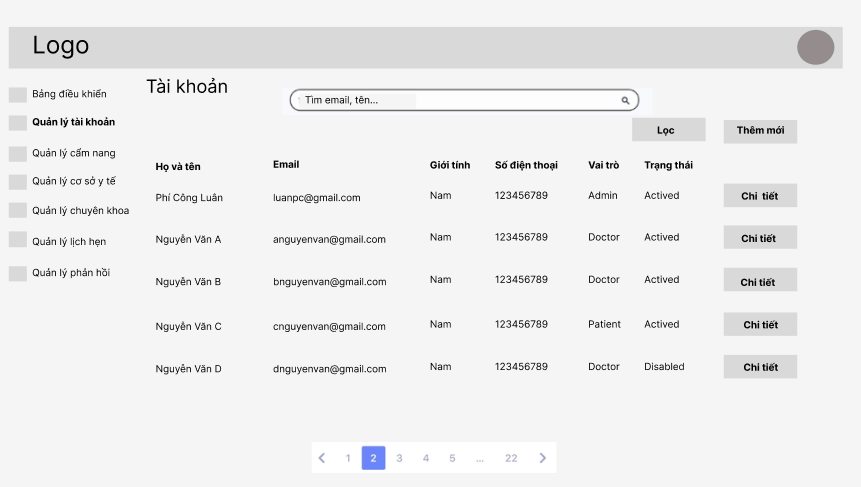 Logo
Bảng điều khiển
Quản lý tài khoản
Quản lý cẩm nang
Quản lý cơ sở y tế
Quản lý chuyên khoa
Quản lý lịch hẹn
Quản lý phản hồi
Tài khoản
Tìm email, tên...
Lọc
Thêm mới
Họ và tên Email Giới tính Số điện thoại Vai trò Trạng thái
Phí Công Luân luanpc@gmail.com Nam 123456789 Admin Actived Chi tiết
Nguyễn Văn A anguyenvan@gmail.com Nam 123456789 Doctor Actived Chi tiết
Nguyễn Văn B bnguyenvan@gmail.com Nam 123456789 Doctor Actived Chi tiết
Nguyễn Văn C cnguyenvan@gmail.com Nam 123456789 Patient Actived Chi tiết
Nguyễn Văn D dnguyenvan@gmail.com Nam 123456789 Doctor Disabled Chi tiết
1 2 3 4 5 ... 22